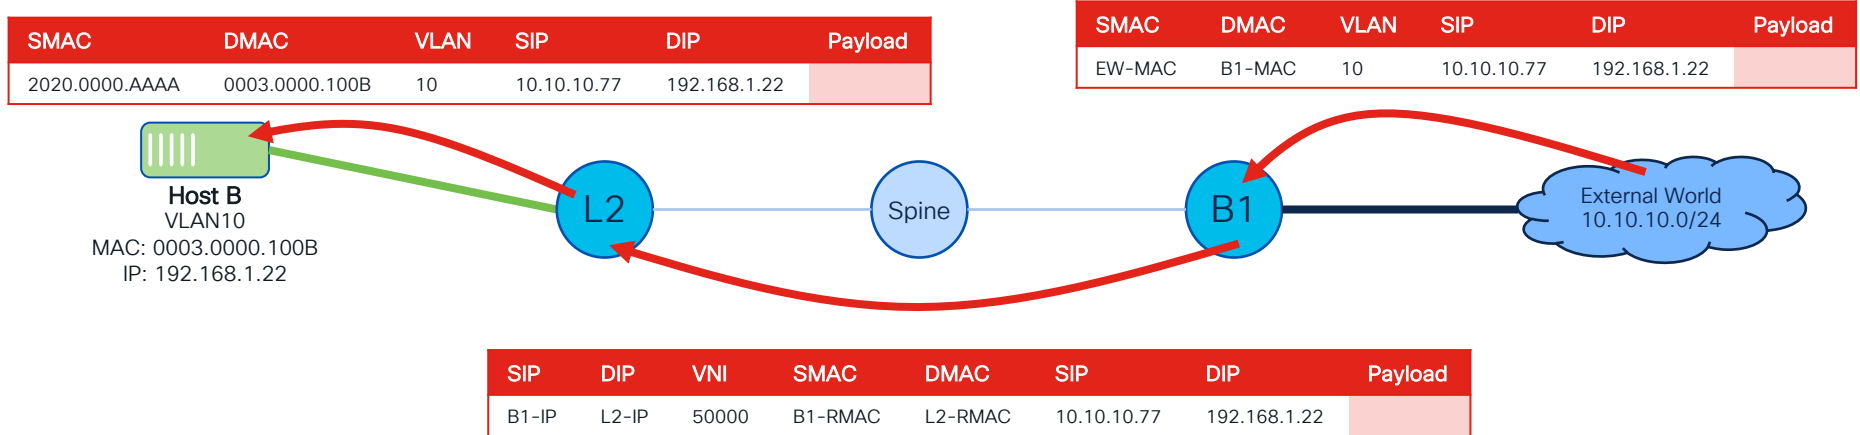 SMAC DMAC VLAN SIP DIP Payload
2020.0000.AAAA 0003.0000.100B 10 10.10.10.77 192.168.1.22
SMAC DMAC VLAN SIP DIP Payload
EW-MAC B1-MAC 10 10.10.10.77 192.168.1.22
Host B
VLAN10
MAC: 0003.0000.100B
IP: 192.168.1.22
L2
Spine
B1
External World
10.10.10.0/24
SIP DIP VNI SMAC DMAC SIP DIP Payload
B1-IP L2-IP 50000 B1-RMAC L2-RMAC 10.10.10.77 192.168.1.22